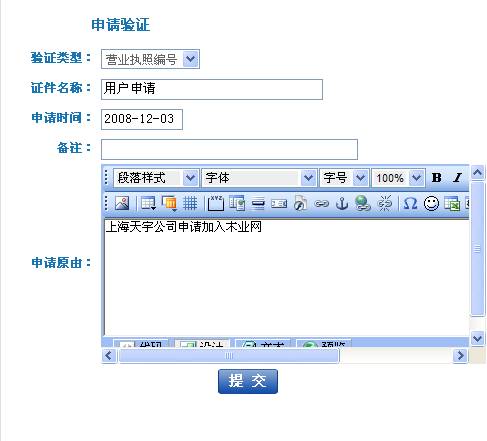 申请验证
验证类型： 营业执照编号
证件名称： 用户申请
申请时间： 2008-12-03
备注：
段落样式 字体 字号 100% B I
上海天宇公司申请加入木业网
申请原由：
代码 设计 文本 预览
提 交